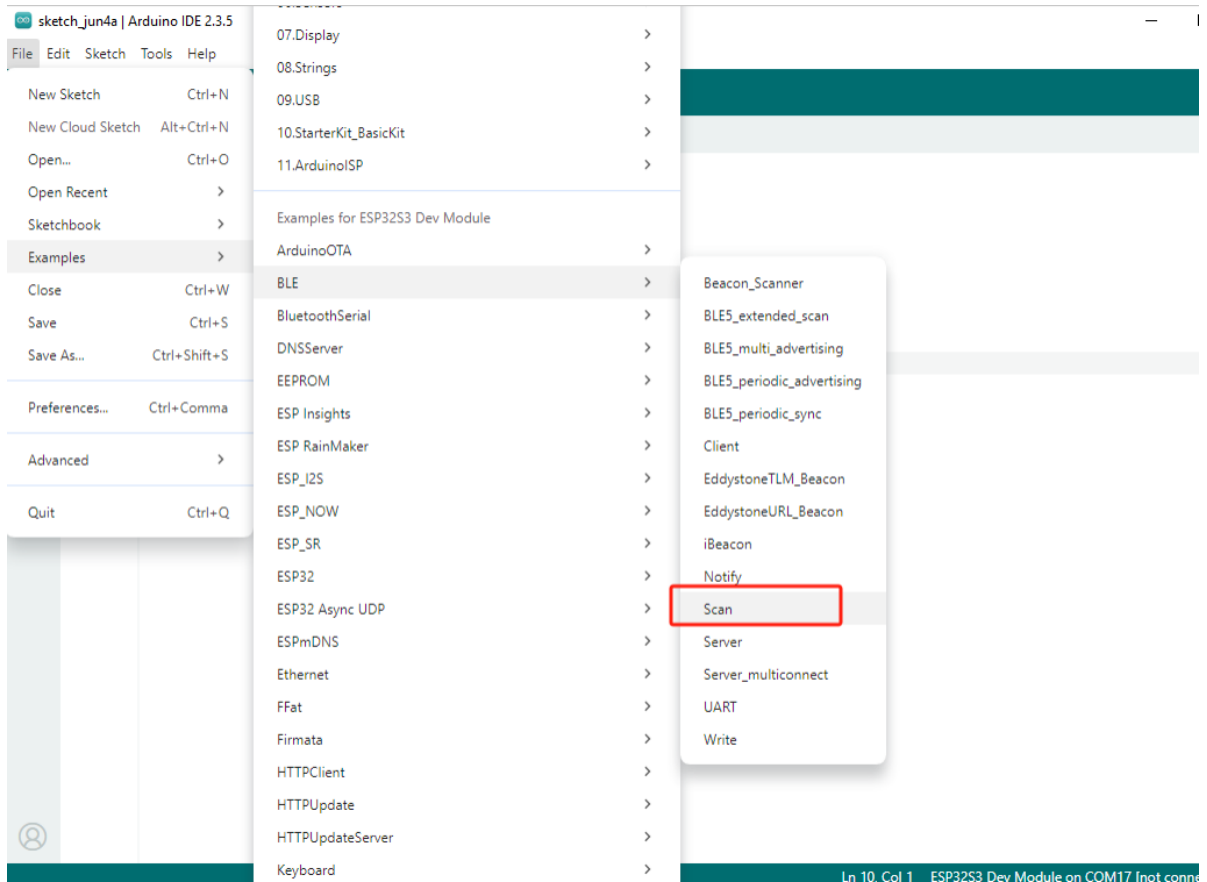 sketch_jun4a | Arduino IDE 2.3.5
File Edit Sketch Tools Help
New Sketch Ctrl+N
New Cloud Sketch Alt+Ctrl+N
Open... Ctrl+O
Open Recent
Sketchbook
Examples
Close Ctrl+W
Save Ctrl+S
Save As... Ctrl+Shift+S
Preferences... Ctrl+Comma
Advanced
Quit Ctrl+Q
07.Display
08.Strings
09.USB
10.StarterKit_BasicKit
11.ArduinoISP
Examples for ESP32S3 Dev Module
ArduinoOTA
BLE
BluetoothSerial
DNSServer
EEPROM
ESP Insights
ESP RainMaker
ESP_I2S
ESP_NOW
ESP_SR
ESP32
ESP32 Async UDP
ESPmDNS
Ethernet
FFat
Firmata
HTTPClient
HTTPUpdate
HTTPUpdateServer
Keyboard
Beacon_Scanner
BLE5_extended_scan
BLE5_multi_advertising
BLE5_periodic_advertising
BLE5_periodic_sync
Client
EddystoneTLM_Beacon
EddystoneURL_Beacon
iBeacon
Notify
Scan
Server
Server_multiconnect
UART
Write
Ln 10, Col 1 ESP32S3 Dev Module on COM17 [not conne